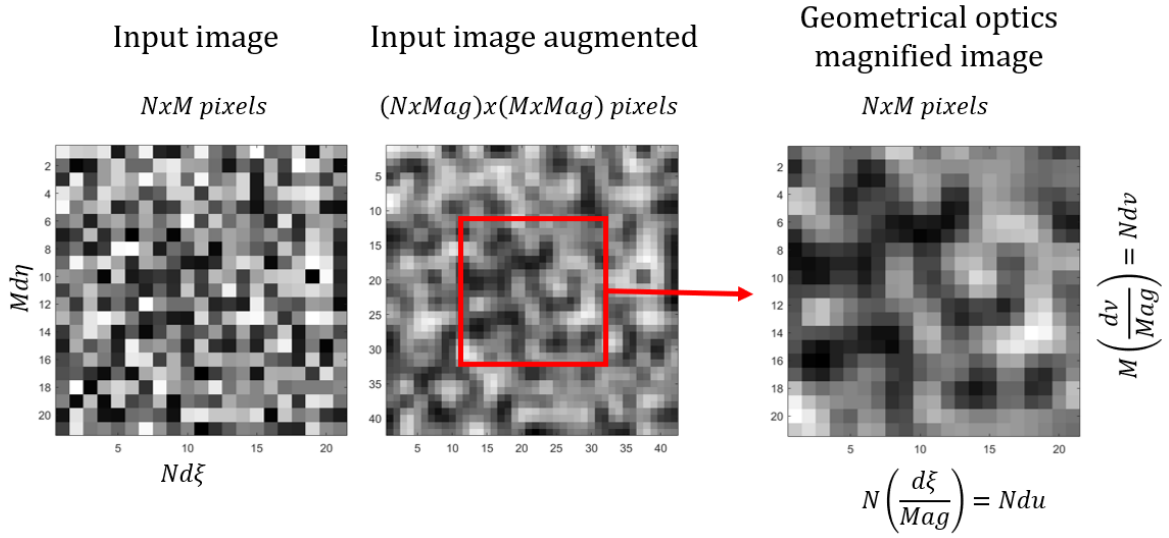 Input image
NxM pixels
2
4
6
8
10
12
14
16
18
20
5 10 15 20
Mdη
Ndξ
Input image augmented
(NxMag)x(MxMag) pixels
5
10
15
20
25
30
35
40
5 10 15 20 25 30 35 40
Geometrical optics
magnified image
NxM pixels
2
4
6
8
10
12
14
16
18
20
5 10 15 20
M(dv/Mag) = Ndv
N(dξ/Mag) = Ndu